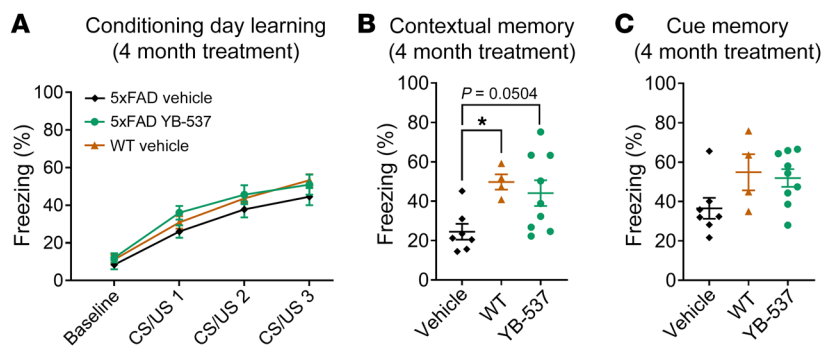 A
Conditioning day learning
(4 month treatment)
Freezing (%)
100
80
60
40
20
0
5xFAD vehicle
5xFAD YB-537
WT vehicle
Baseline
CS/US 1
CS/US 2
CS/US 3
B
Contextual memory
(4 month treatment)
Freezing (%)
100
80
60
40
20
0
P = 0.0504
*
Vehicle
WT
YB-537
C
Cue memory
(4 month treatment)
Freezing (%)
100
80
60
40
20
0
Vehicle
WT
YB-537